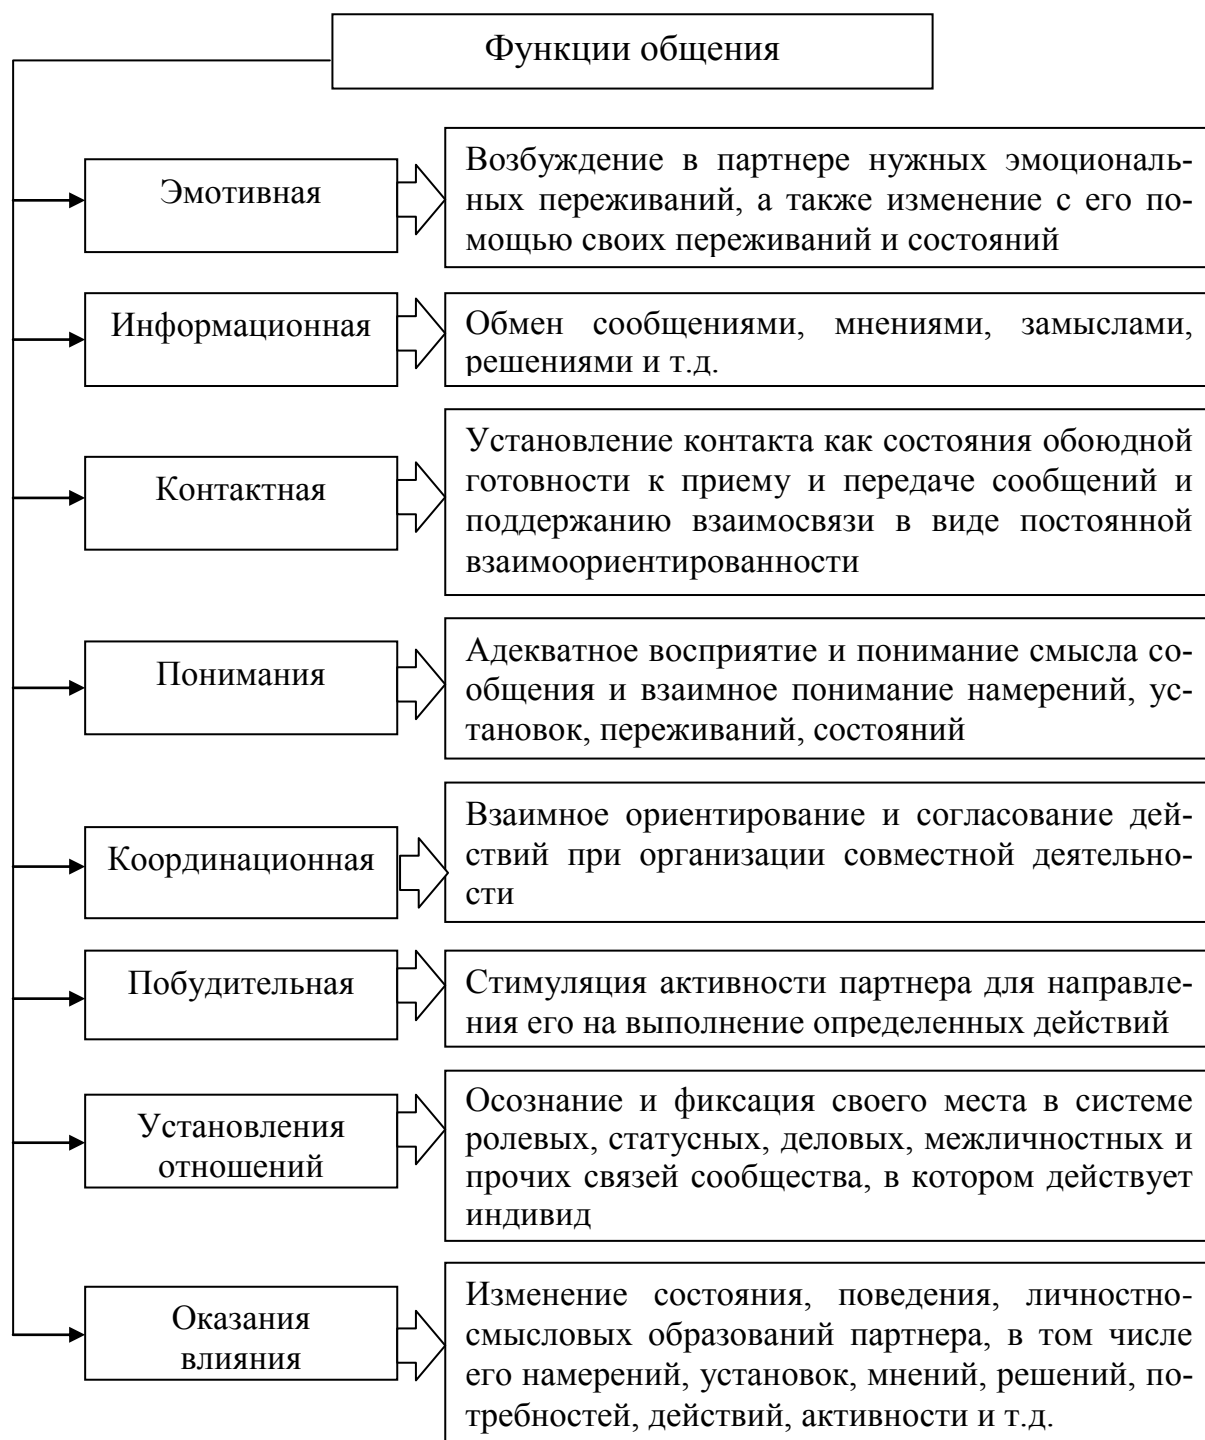 Функции общения
Эмотивная
Возбуждение в партнере нужных эмоциональ-
ных переживаний, а также изменение с его по-
мощью своих переживаний и состояний
Информационная
Обмен сообщениями, мнениями, замыслами,
решениями и т.д.
Контактная
Установление контакта как состояния обоюдной
готовности к приему и передаче сообщений и
поддержанию взаимосвязи в виде постоянной
взаимоориентированности
Понимания
Адекватное восприятие и понимание смысла со-
общения и взаимное понимание намерений, ус-
тановок, переживаний, состояний
Координационная
Взаимное ориентирование и согласование дей-
ствий при организации совместной деятельно-
сти
Побудительная
Стимуляция активности партнера для направле-
ния его на выполнение определенных действий
Установления
отношений
Осознание и фиксация своего места в системе
ролевых, статусных, деловых, межличностных и
прочих связей сообщества, в котором действует
индивид
Оказания
влияния
Изменение состояния, поведения, личностно-
смысловых образований партнера, в том числе
его намерений, установок, мнений, решений, по-
требностей, действий, активности и т.д.